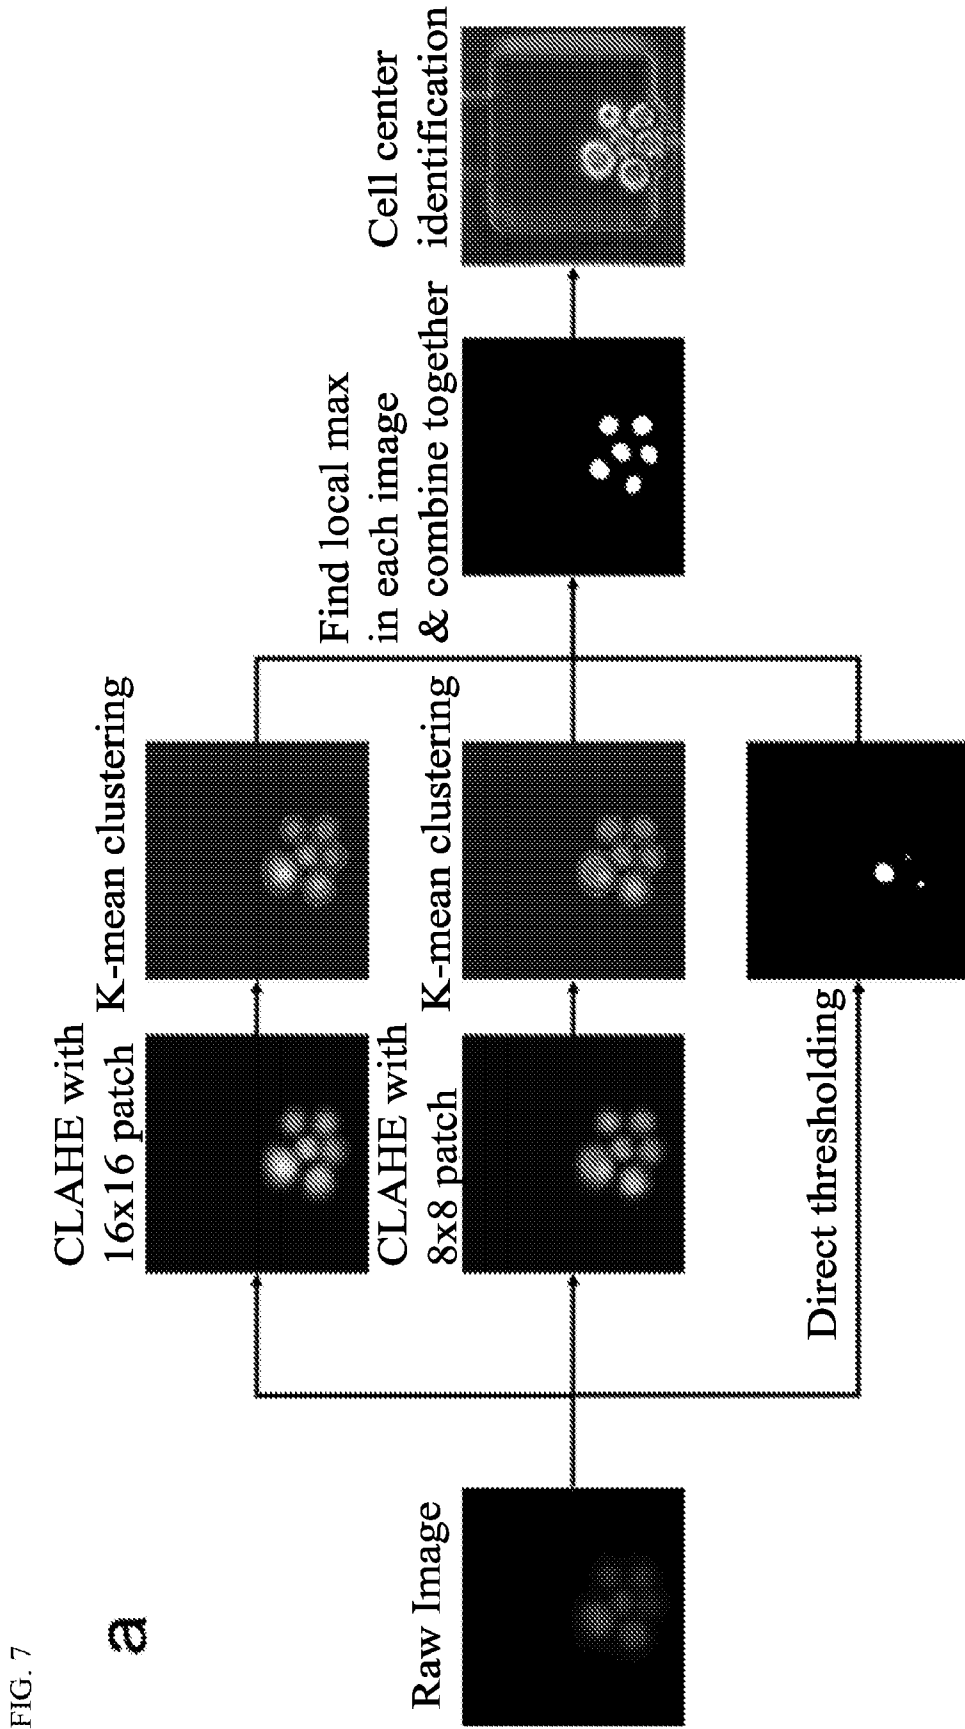 FIG. 7
a
Raw Image
CLAHE with
16x16 patch
K-mean clustering
CLAHE with
8x8 patch
K-mean clustering
Direct thresholding
Find local max
in each image
& combine together
Cell center
identification